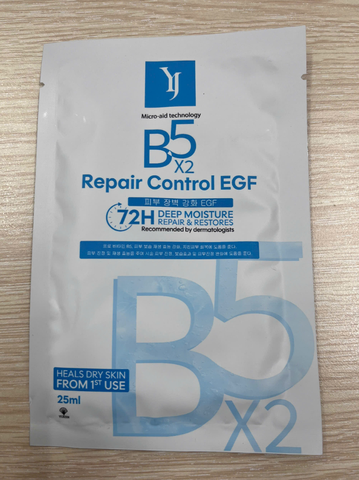 YJ
Micro-aid technology
B5
X2
Repair Control EGF
피부 장벽 강화 EGF
72H DEEP MOISTURE
REPAIR & RESTORES
Recommended by dermatologists
HEALS DRY SKIN
FROM 1ST USE
25ml
B5
X2